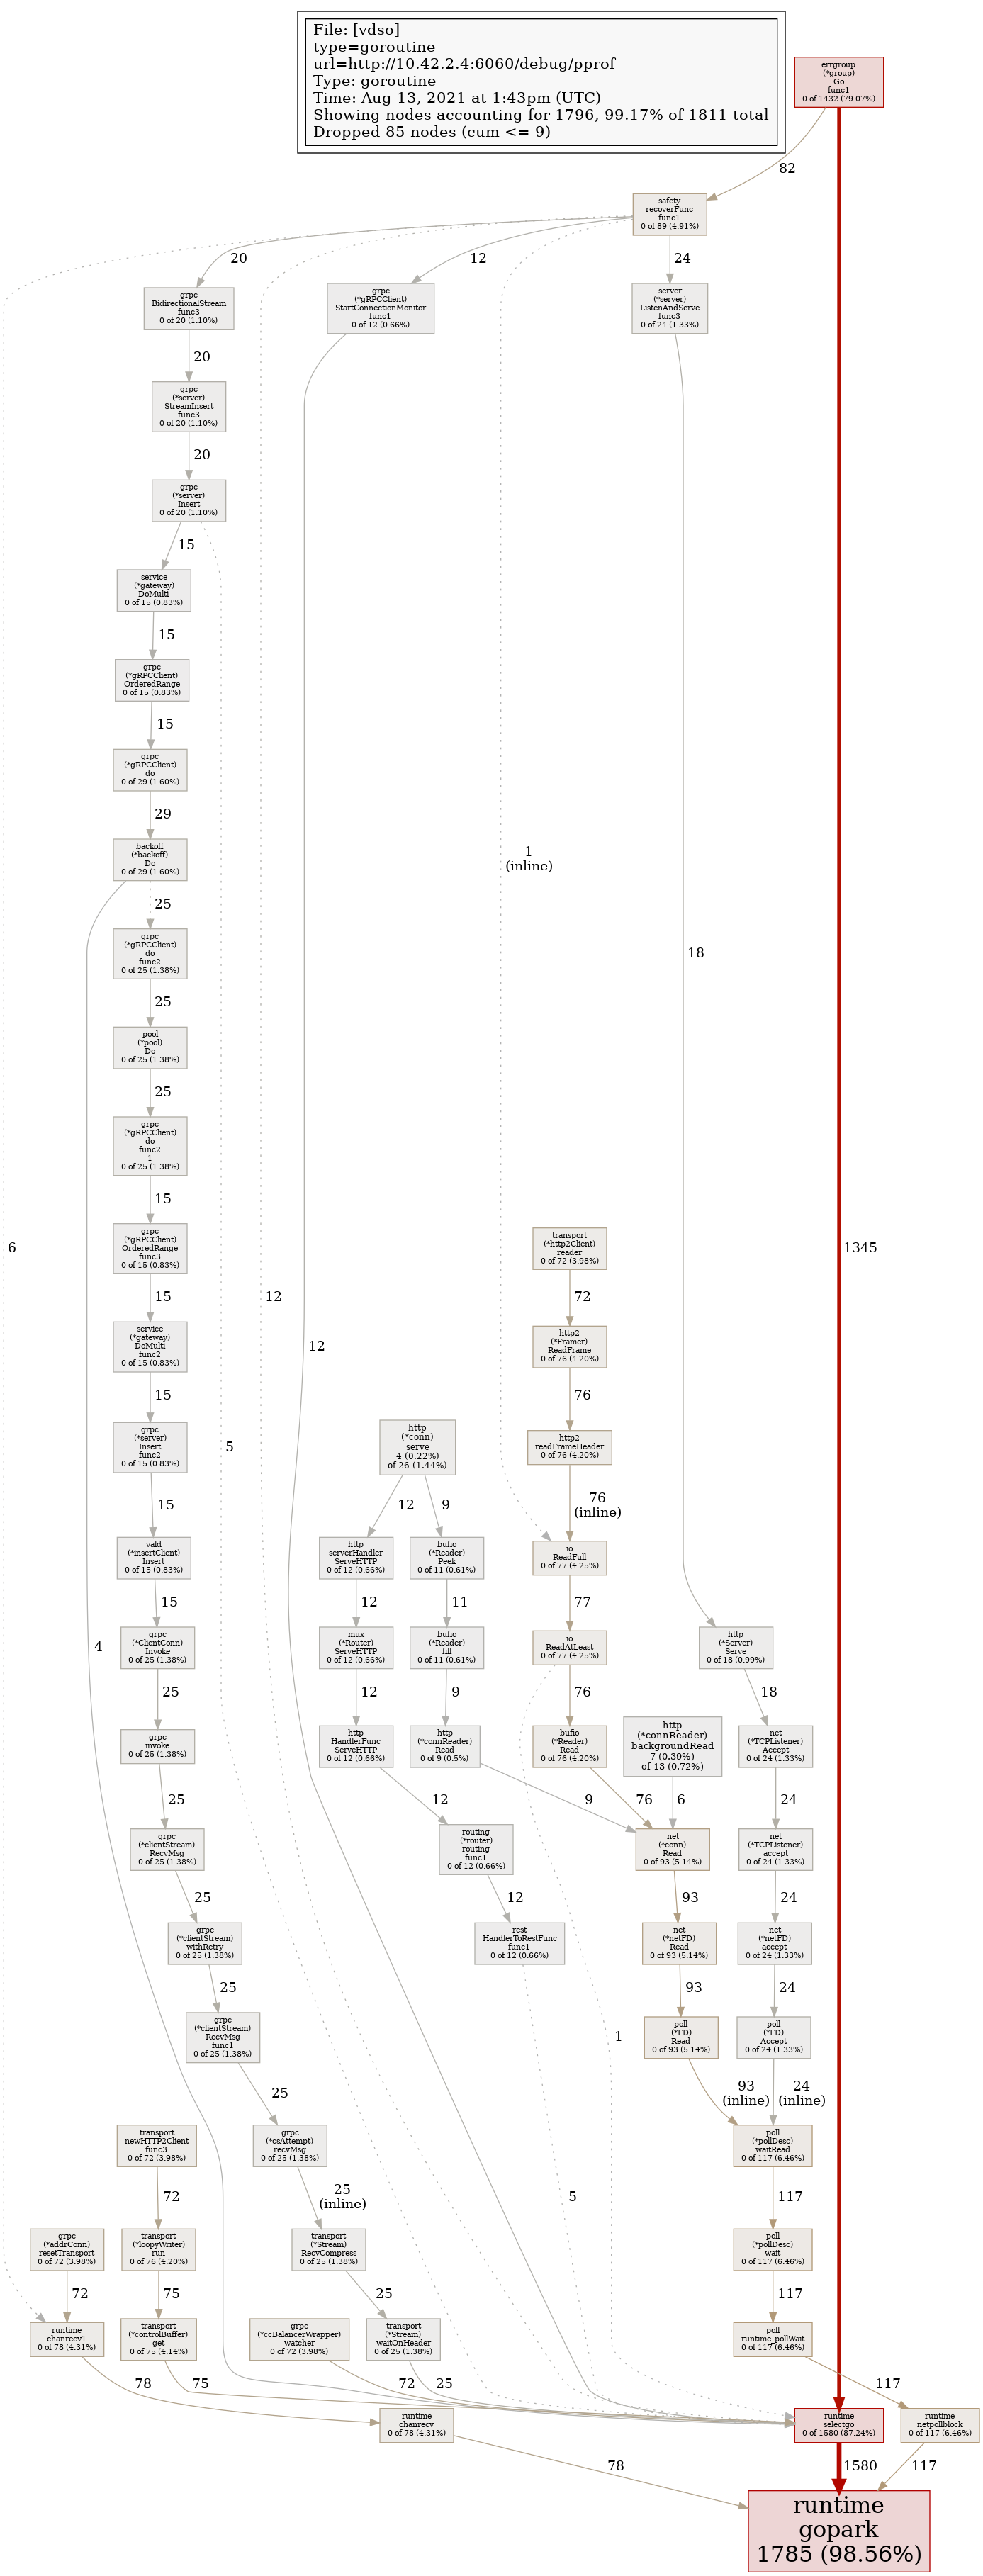 File: [vdso]
type=goroutine
url=http://10.42.2.4:6060/debug/pprof
Type: goroutine
Time: Aug 13, 2021 at 1:43pm (UTC)
Showing nodes accounting for 1796, 99.17% of 1811 total
Dropped 85 nodes (cum <= 9)
errgroup
(*group)
Go
func1
0 of 1432 (79.07%)
82
safety
recoverFunc
func1
0 of 89 (4.91%)
20
12
24
grpc
BidirectionalStream
func3
0 of 20 (1.10%)
grpc
(*gRPCClient)
StartConnectionMonitor
func1
0 of 12 (0.66%)
server
(*server)
ListenAndServe
func3
0 of 24 (1.33%)
20
grpc
(*server)
StreamInsert
func3
0 of 20 (1.10%)
20
grpc
(*server)
Insert
0 of 20 (1.10%)
15
service
(*gateway)
DoMulti
0 of 15 (0.83%)
15
grpc
(*gRPCClient)
OrderedRange
0 of 15 (0.83%)
15
grpc
(*gRPCClient)
do
0 of 29 (1.60%)
29
backoff
(*backoff)
Do
0 of 29 (1.60%)
1
(inline)
25
grpc
(*gRPCClient)
do
func2
0 of 25 (1.38%)
18
25
pool
(*pool)
Do
0 of 25 (1.38%)
25
grpc
(*gRPCClient)
do
func2
1
0 of 25 (1.38%)
15
grpc
(*gRPCClient)
OrderedRange
func3
0 of 15 (0.83%)
transport
(*http2Client)
reader
0 of 72 (3.98%)
6
1345
15
12
72
service
(*gateway)
DoMulti
func2
0 of 15 (0.83%)
12
http2
(*Framer)
ReadFrame
0 of 76 (4.20%)
15
76
grpc
(*server)
Insert
func2
0 of 15 (0.83%)
5
http
(*conn)
serve
4 (0.22%)
of 26 (1.44%)
http2
readFrameHeader
0 of 76 (4.20%)
15
12
9
76
(inline)
vald
(*insertClient)
Insert
0 of 15 (0.83%)
http
serverHandler
ServeHTTP
0 of 12 (0.66%)
bufio
(*Reader)
Peek
0 of 11 (0.61%)
io
ReadFull
0 of 77 (4.25%)
15
12
11
77
grpc
(*ClientConn)
Invoke
0 of 25 (1.38%)
4
mux
(*Router)
ServeHTTP
0 of 12 (0.66%)
bufio
(*Reader)
fill
0 of 11 (0.61%)
io
ReadAtLeast
0 of 77 (4.25%)
http
(*Server)
Serve
0 of 18 (0.99%)
25
12
9
76
18
grpc
invoke
0 of 25 (1.38%)
http
HandlerFunc
ServeHTTP
0 of 12 (0.66%)
http
(*connReader)
Read
0 of 9 (0.5%)
bufio
(*Reader)
Read
0 of 76 (4.20%)
http
(*connReader)
backgroundRead
7 (0.39%)
of 13 (0.72%)
net
(*TCPListener)
Accept
0 of 24 (1.33%)
25
12
9
76
6
24
grpc
(*clientStream)
RecvMsg
0 of 25 (1.38%)
routing
(*router)
routing
func1
0 of 12 (0.66%)
net
(*conn)
Read
0 of 93 (5.14%)
net
(*TCPListener)
accept
0 of 24 (1.33%)
25
12
93
24
grpc
(*clientStream)
withRetry
0 of 25 (1.38%)
rest
HandlerToRestFunc
func1
0 of 12 (0.66%)
net
(*netFD)
Read
0 of 93 (5.14%)
net
(*netFD)
accept
0 of 24 (1.33%)
25
93
24
grpc
(*clientStream)
RecvMsg
func1
0 of 25 (1.38%)
1
poll
(*FD)
Read
0 of 93 (5.14%)
poll
(*FD)
Accept
0 of 24 (1.33%)
25
93
(inline)
24
(inline)
transport
newHTTP2Client
func3
0 of 72 (3.98%)
grpc
(*csAttempt)
recvMsg
0 of 25 (1.38%)
poll
(*pollDesc)
waitRead
0 of 117 (6.46%)
72
25
(inline)
5
117
grpc
(*addrConn)
resetTransport
0 of 72 (3.98%)
transport
(*loopyWriter)
run
0 of 76 (4.20%)
transport
(*Stream)
RecvCompress
0 of 25 (1.38%)
poll
(*pollDesc)
wait
0 of 117 (6.46%)
72
75
25
117
runtime
chanrecv1
0 of 78 (4.31%)
transport
(*controlBuffer)
get
0 of 75 (4.14%)
grpc
(*ccBalancerWrapper)
watcher
0 of 72 (3.98%)
transport
(*Stream)
waitOnHeader
0 of 25 (1.38%)
poll
runtime_pollWait
0 of 117 (6.46%)
78
75
72
25
117
runtime
chanrecv
0 of 78 (4.31%)
runtime
selectgo
0 of 1580 (87.24%)
runtime
netpollblock
0 of 117 (6.46%)
78
1580
117
runtime
gopark
1785 (98.56%)